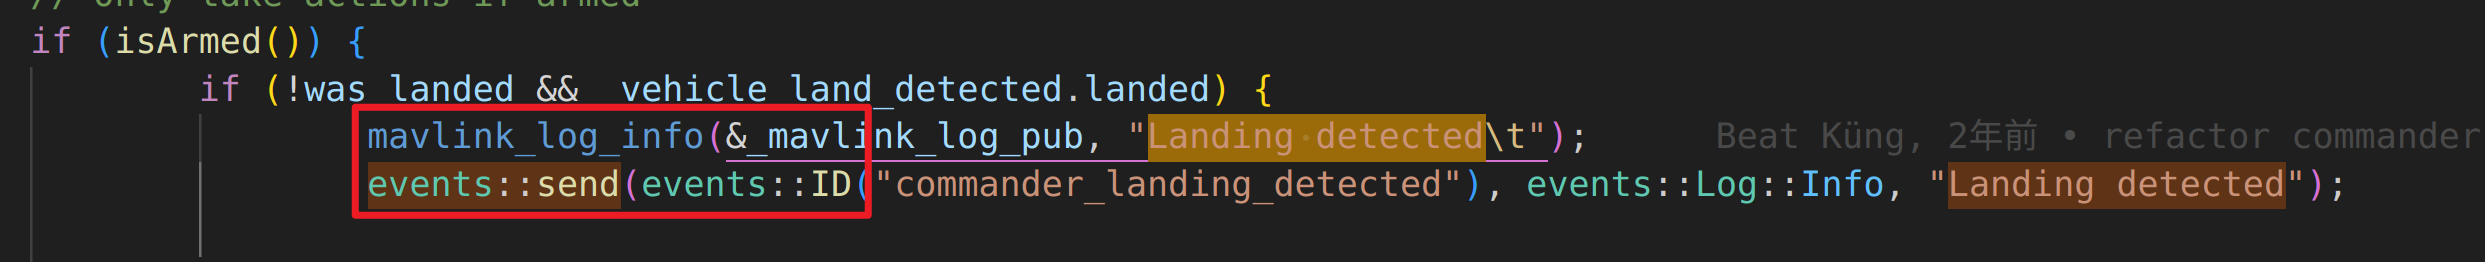 // only take actions if armed
if (isArmed()) {
if (!was_landed && _vehicle_land_detected.landed) {
mavlink_log_info(&_mavlink_log_pub, "Landing detected\t"); Beat Küng, 2年前 • refactor commander
events::send(events::ID("commander_landing_detected"), events::Log::Info, "Landing detected");